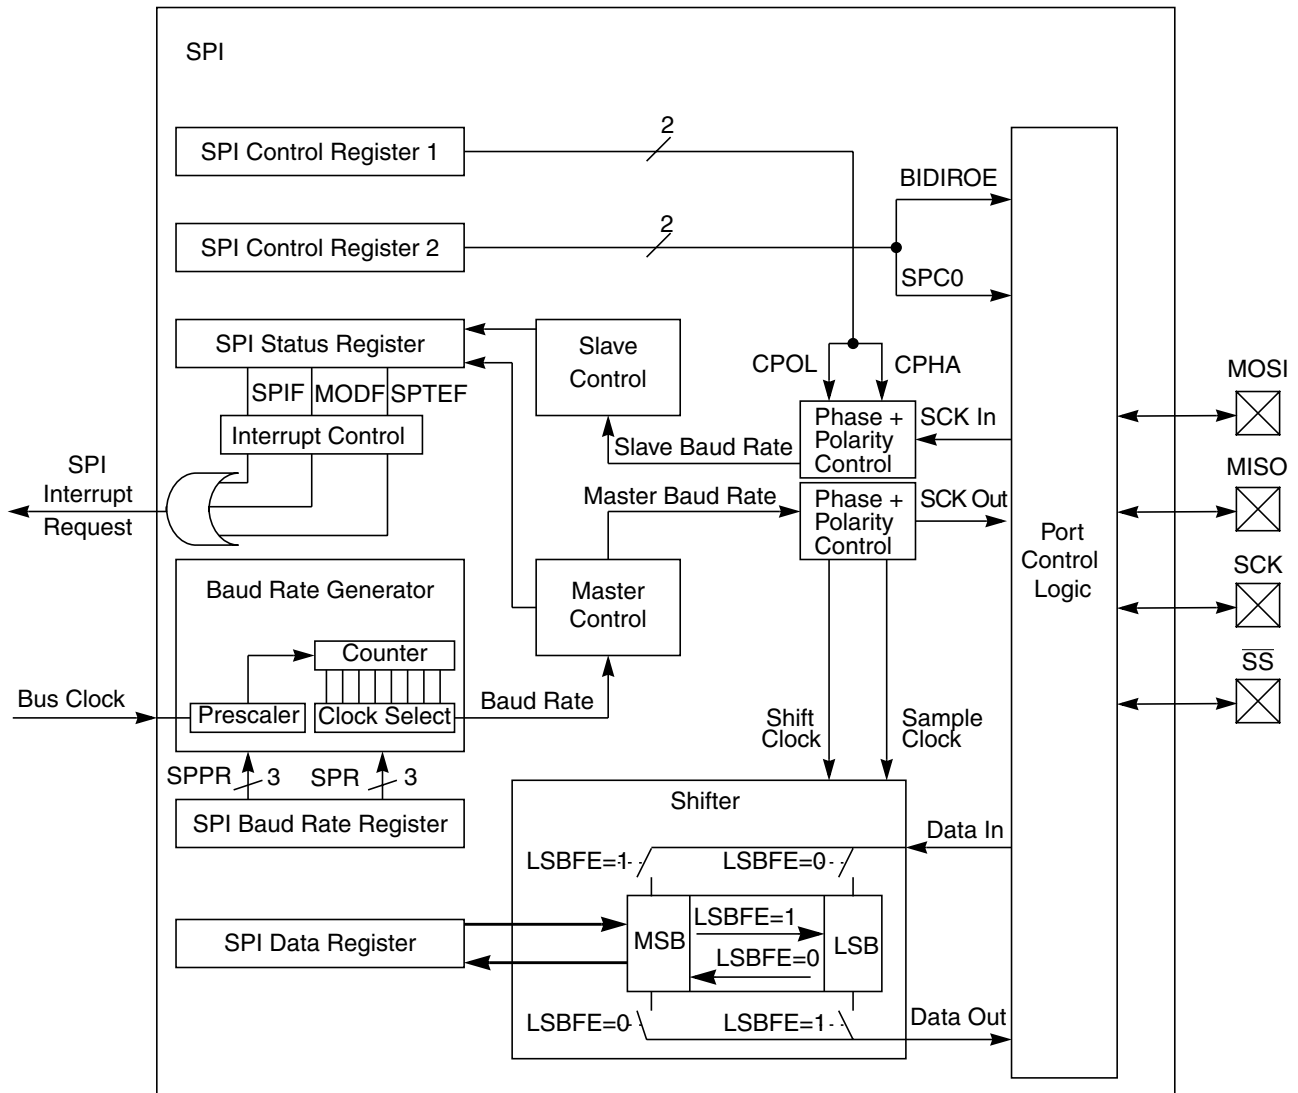 SPI
2
SPI Control Register 1
BIDIROE
2
SPI Control Register 2
SPC0
SPI Status Register
Slave
Control
CPOL
CPHA
MOSI
SPIF
MODF
SPTEF
Phase +
Polarity
Control
SCK In
Interrupt Control
Slave Baud Rate
SPI
Interrupt
Request
MISO
Master Baud Rate
Phase +
Polarity
Control
SCK Out
Port
Control
Logic
Baud Rate Generator
Master
Control
SCK
Counter
SS
Bus Clock
Prescaler
Clock Select
Baud Rate
Shift
Clock
Sample
Clock
SPPR
3
SPR
3
Shifter
SPI Baud Rate Register
Data In
LSBFE=1
LSBFE=0
SPI Data Register
MSB
LSBFE=1
LSBFE=0
LSB
LSBFE=0
LSBFE=1
Data Out